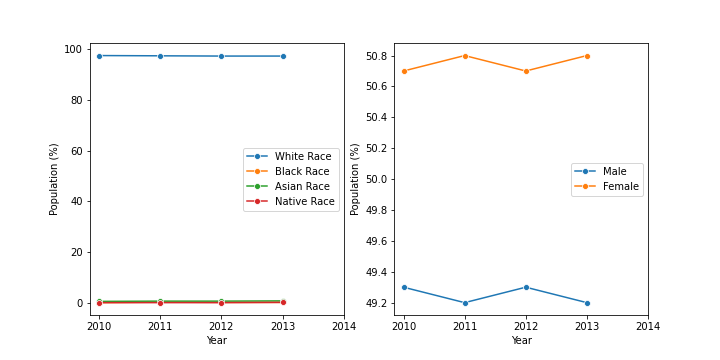 100
80
60
40
20
0
Population (%)
White Race
Black Race
Asian Race
Native Race
2010 2011 2012 2013 2014
Year
50.8
50.6
50.4
50.2
50.0
49.8
49.6
49.4
49.2
Population (%)
Male
Female
2010 2011 2012 2013 2014
Year